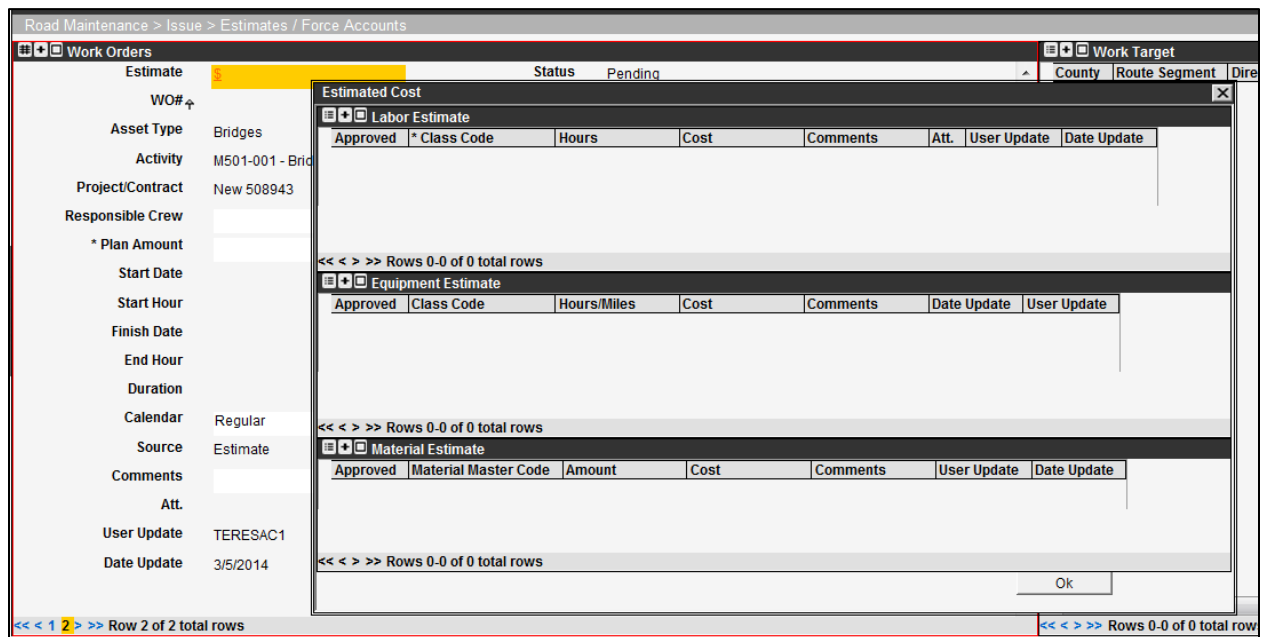 Road Maintenance > Issue > Estimates / Force Accounts
Work Orders
Estimate $ Status Pending
WO#
Asset Type Bridges
Activity M501-001 - Brid
Project/Contract New 508943
Responsible Crew
* Plan Amount
Start Date
Start Hour
Finish Date
End Hour
Duration
Calendar Regular
Source Estimate
Comments
Att.
User Update TERESAC1
Date Update 3/5/2014
<< < 1 2 > >> Row 2 of 2 total rows
Estimated Cost
Labor Estimate
Approved * Class Code Hours Cost Comments Att. User Update Date Update
<< < > >> Rows 0-0 of 0 total rows
Equipment Estimate
Approved Class Code Hours/Miles Cost Comments Date Update User Update
<< < > >> Rows 0-0 of 0 total rows
Material Estimate
Approved Material Master Code Amount Cost Comments User Update Date Update
<< < > >> Rows 0-0 of 0 total rows
Ok
Work Target
County Route Segment Dire
<< < > >> Rows 0-0 of 0 total row